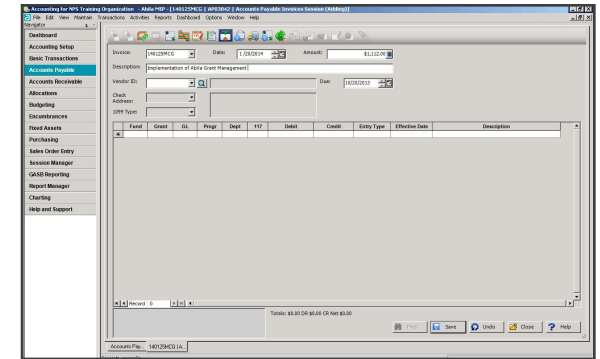 Accounting for NPS Training Organization - Abila MIP - [140125MCG | AP03042 | Accounts Payable Invoices Session (Adding)]
File Edit View Maintain Transactions Activities Reports Dashboard Options Window Help
Navigator
Dashboard
Accounting Setup
Basic Transactions
Accounts Payable
Accounts Receivable
Allocations
Budgeting
Encumbrances
Fixed Assets
Purchasing
Sales Order Entry
Session Manager
GASB Reporting
Report Manager
Charting
Help and Support
Invoice: 140125MCG Date: 1/20/2014 Amount: $1,112.00
Description: Implementation of Abila Grant Management
Vendor ID: Due: 10/20/2013
Check Address:
1099 Type:
Fund Grant GL Progr Dept 117 Debit Credit Entry Type Effective Date Description
Record: 0
Totals: $0.00 DR $0.00 CR Net $0.00
Find Save Undo Close Help
Accounts Pay... 140125MCG | A...